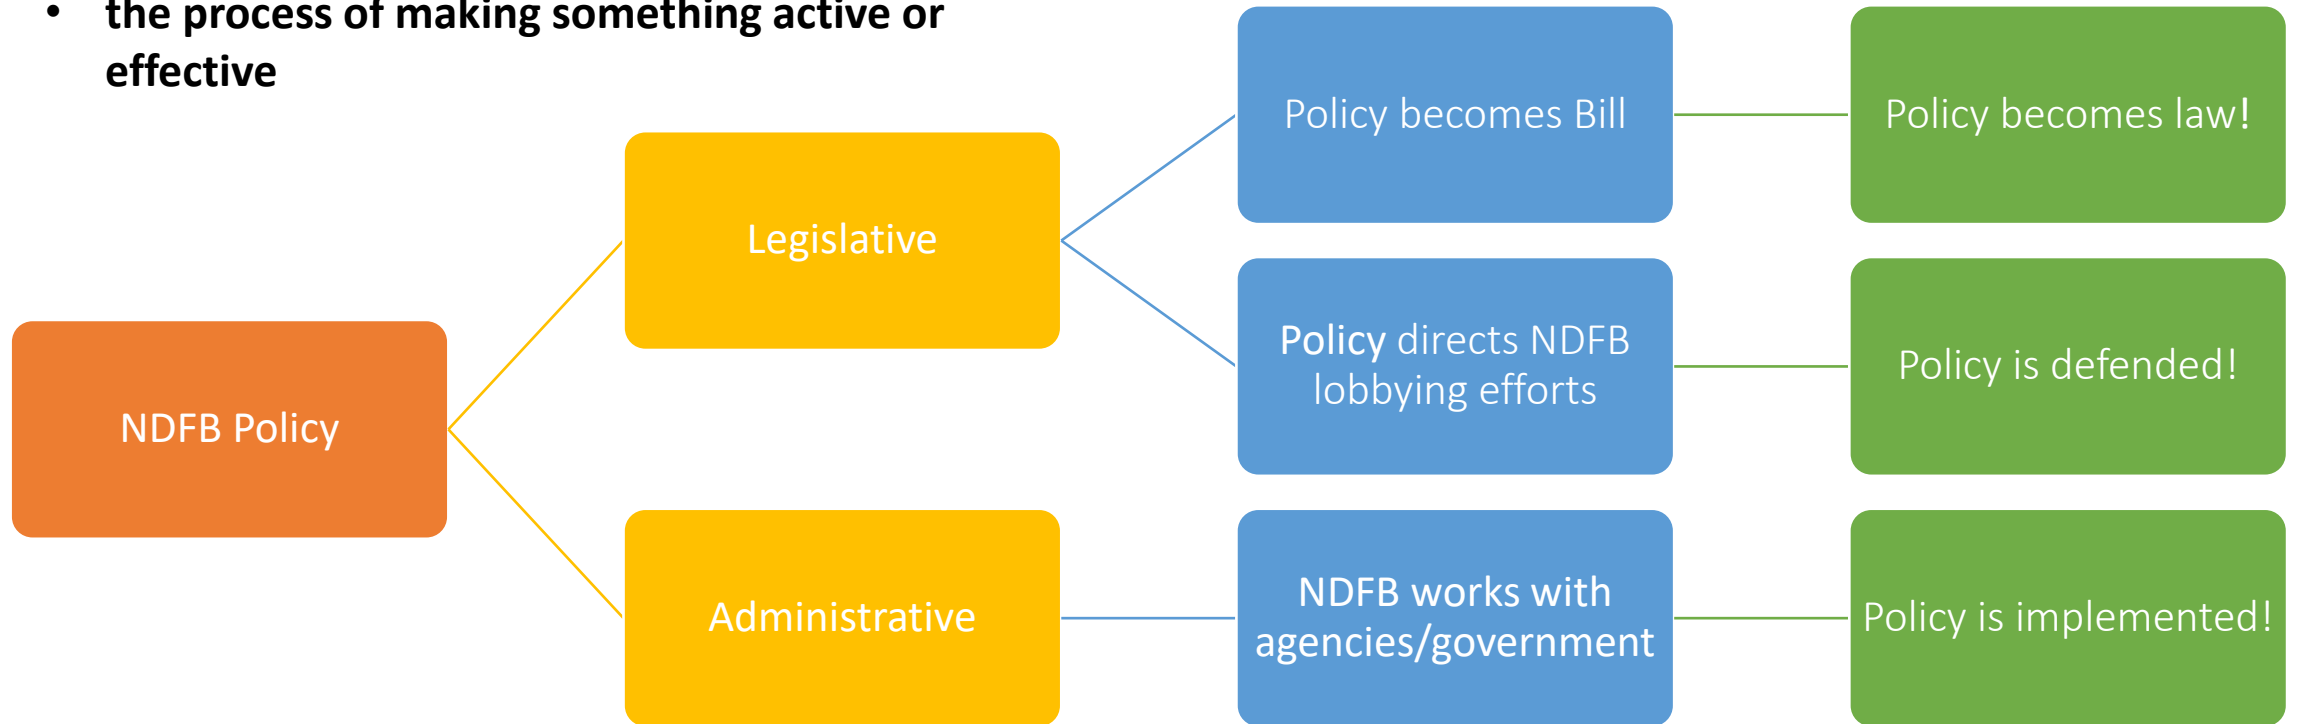 • the process of making something active or
effective
NDFB Policy
Legislative
Administrative
Policy becomes Bill
Policy directs NDFB
lobbying efforts
NDFB works with
agencies/government
Policy becomes law!
Policy is defended!
Policy is implemented!